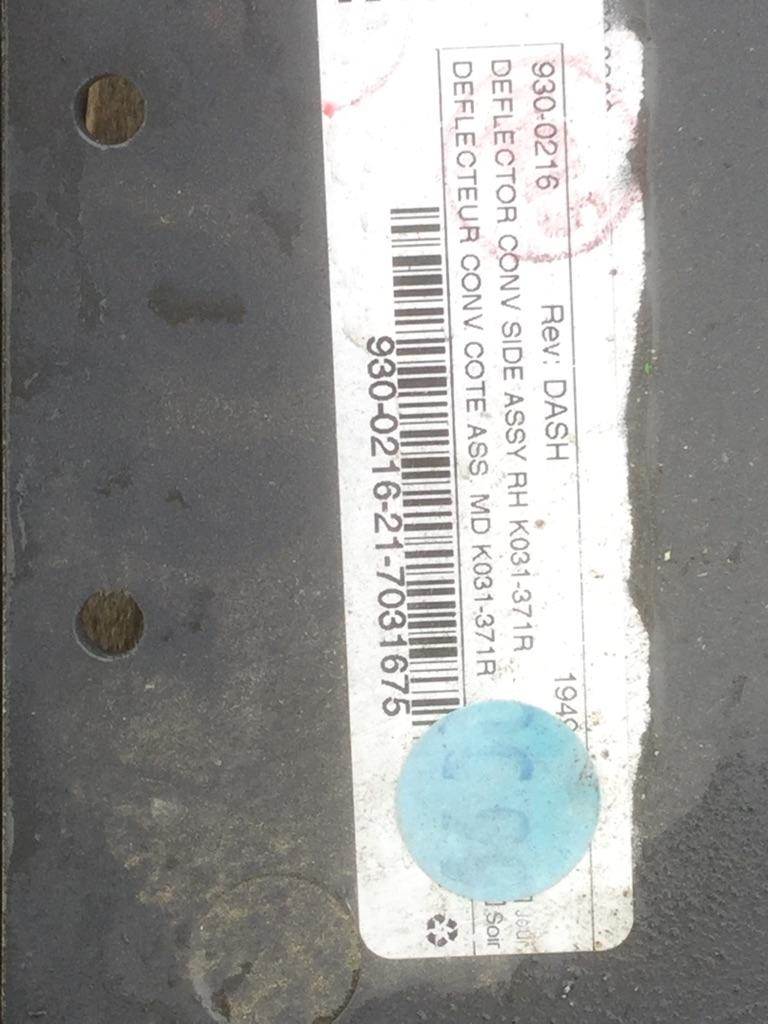 930-0216 Rev: DASH
DEFLECTOR CONV SIDE ASSY RH K031-371R
DEFLECTEUR CONV. COTE ASS. MD K031-371R
930-0216-21-7031675
Soir